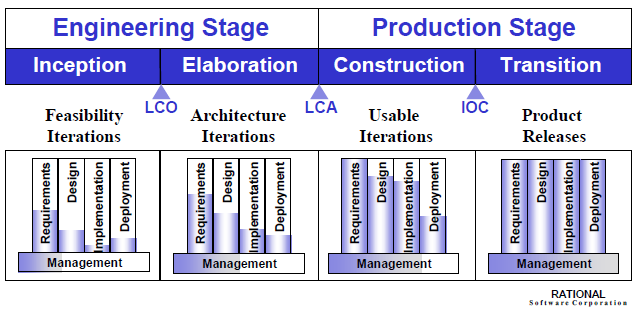 Engineering Stage Production Stage
Inception Elaboration Construction Transition
LCO LCA IOC
Feasibility Iterations
Architecture Iterations
Usable Iterations
Product Releases
Requirements Design Implementation Deployment
Management
Requirements Design Implementation Deployment
Management
Requirements Design Implementation Deployment
Management
Requirements Design Implementation Deployment
Management
RATIONAL
Software Corporation